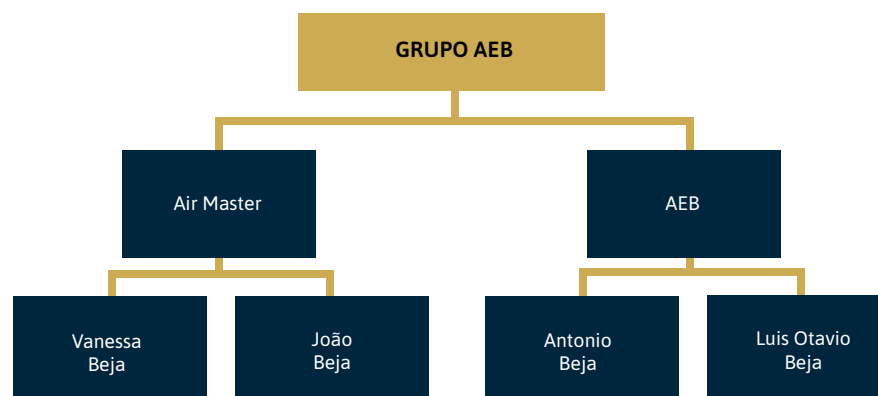 GRUPO AEB
Air Master
AEB
Vanessa
Beja
João
Beja
Antonio
Beja
Luis Otavio
Beja